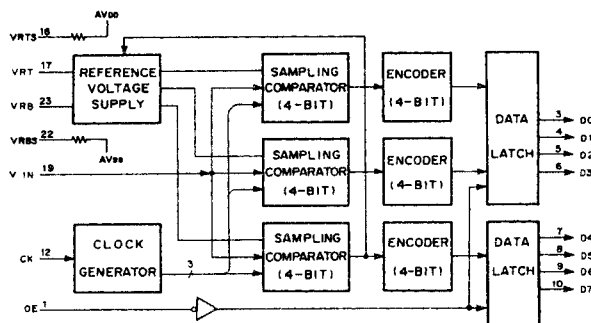 AVDD
VRTS 16
VRT 17
VRB 23
VRBS 22
AVSS
V IN 19
CK 12
OE 1
REFERENCE
VOLTAGE
SUPPLY
CLOCK
GENERATOR
3
SAMPLING
COMPARATOR
(4-BIT)
SAMPLING
COMPARATOR
(4-BIT)
SAMPLING
COMPARATOR
(4-BIT)
ENCODER
(4-BIT)
ENCODER
(4-BIT)
ENCODER
(4-BIT)
DATA
LATCH
3 D0
4 D1
5 D2
6 D3
DATA
LATCH
7 D4
8 D5
9 D6
10 D7